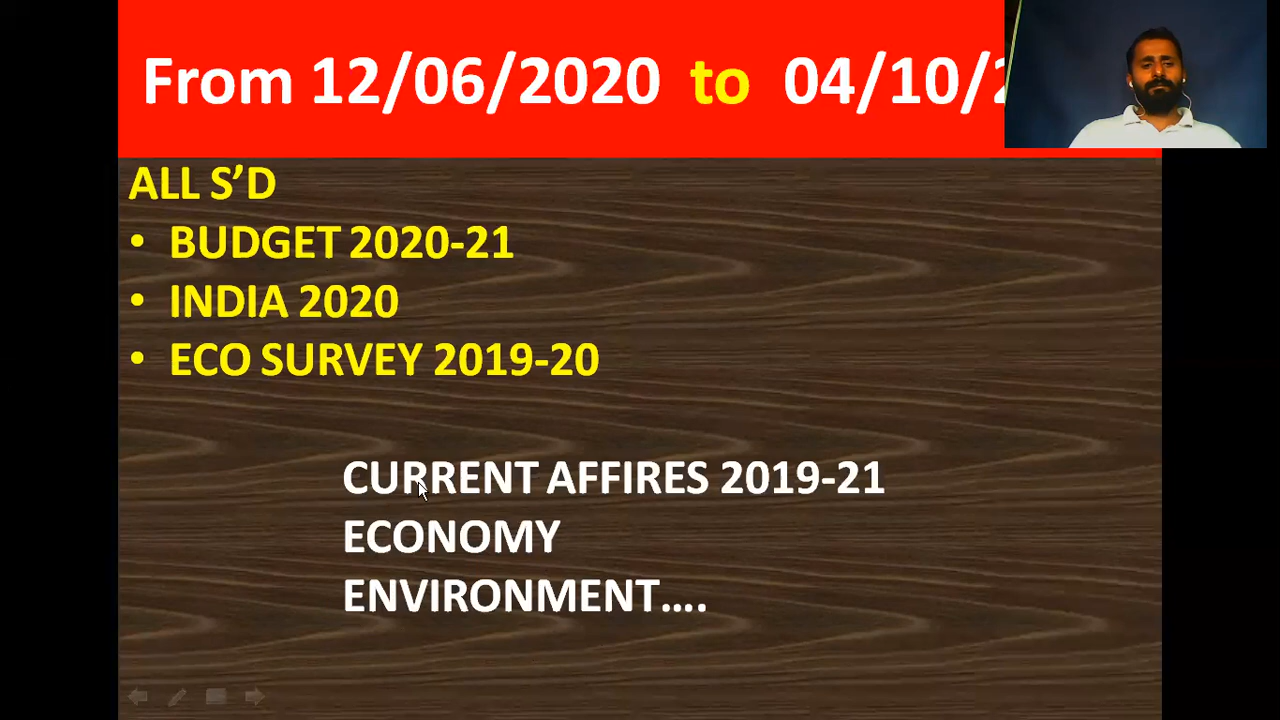 From 12/06/2020 to 04/10/2
ALL S’D
• BUDGET 2020-21
• INDIA 2020
• ECO SURVEY 2019-20
CURRENT AFFIRES 2019-21
ECONOMY
ENVIRONMENT....